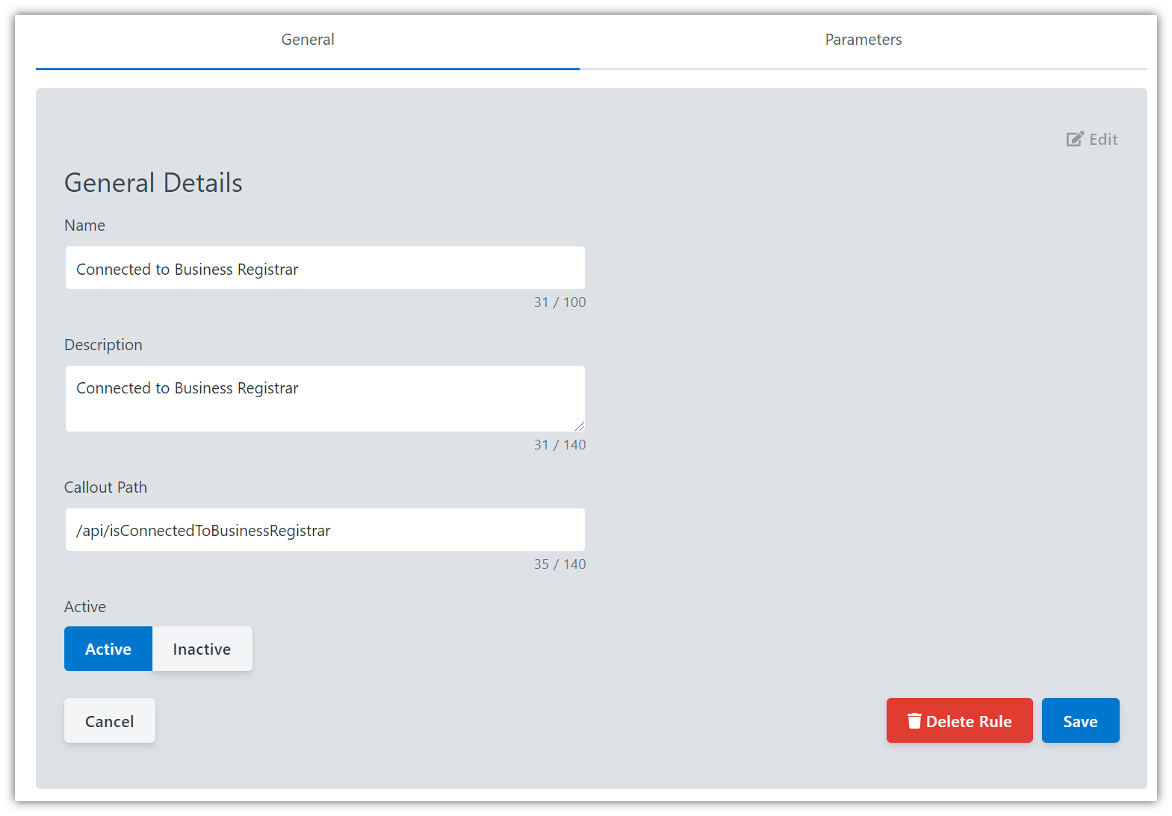 General
Parameters
Edit
General Details
Name
Connected to Business Registrar
31 / 100
Description
Connected to Business Registrar
31 / 140
Callout Path
/api/isConnectedToBusinessRegistrar
35 / 140
Active
Active
Inactive
Cancel
Delete Rule
Save